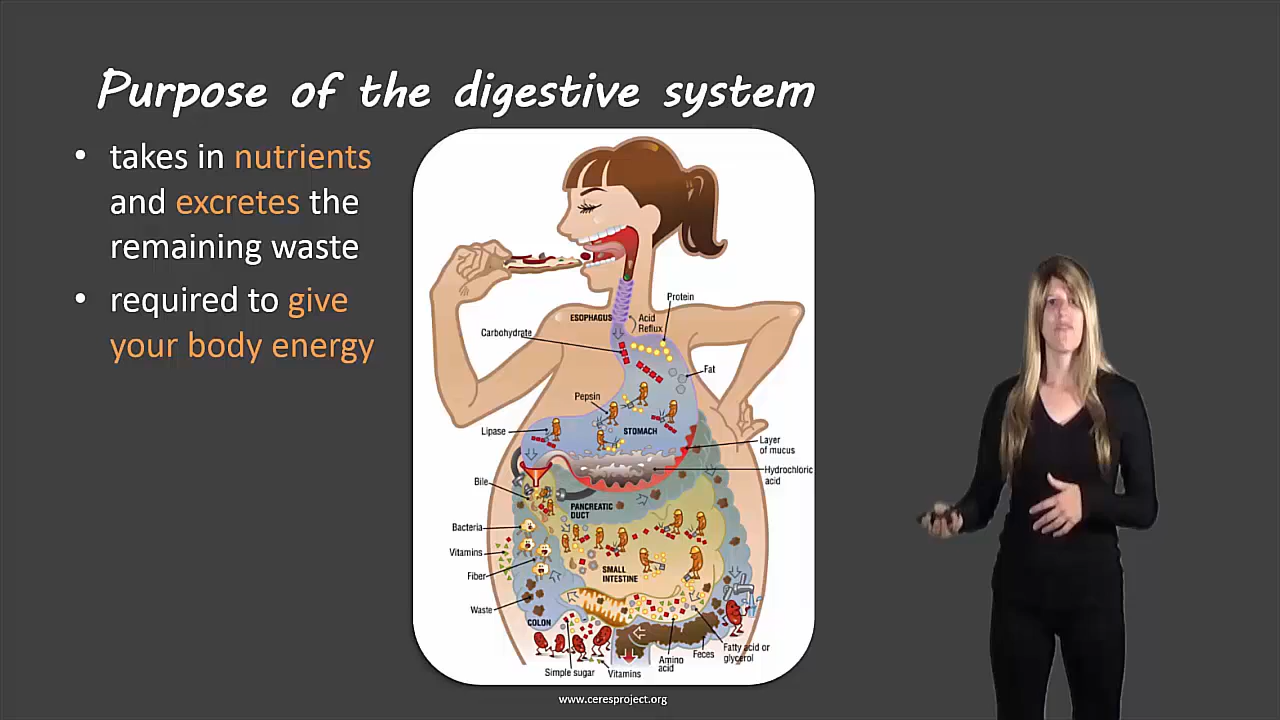 Purpose of the digestive system
• takes in nutrients
and excretes the
remaining waste
• required to give
your body energy
Protein
ESOPHAGUS
Acid
Reflux
Carbohydrate
Fat
Pepsin
Lipase
STOMACH
Layer
of mucus
Hydrochloric
acid
Bile
PANCREATIC
DUCT
Bacteria
Vitamins
Fiber
SMALL
INTESTINE
Waste
COLON
Simple sugar
Vitamins
Amino
acid
Feces
Fatty acid or
glycerol
www.ceresproject.org